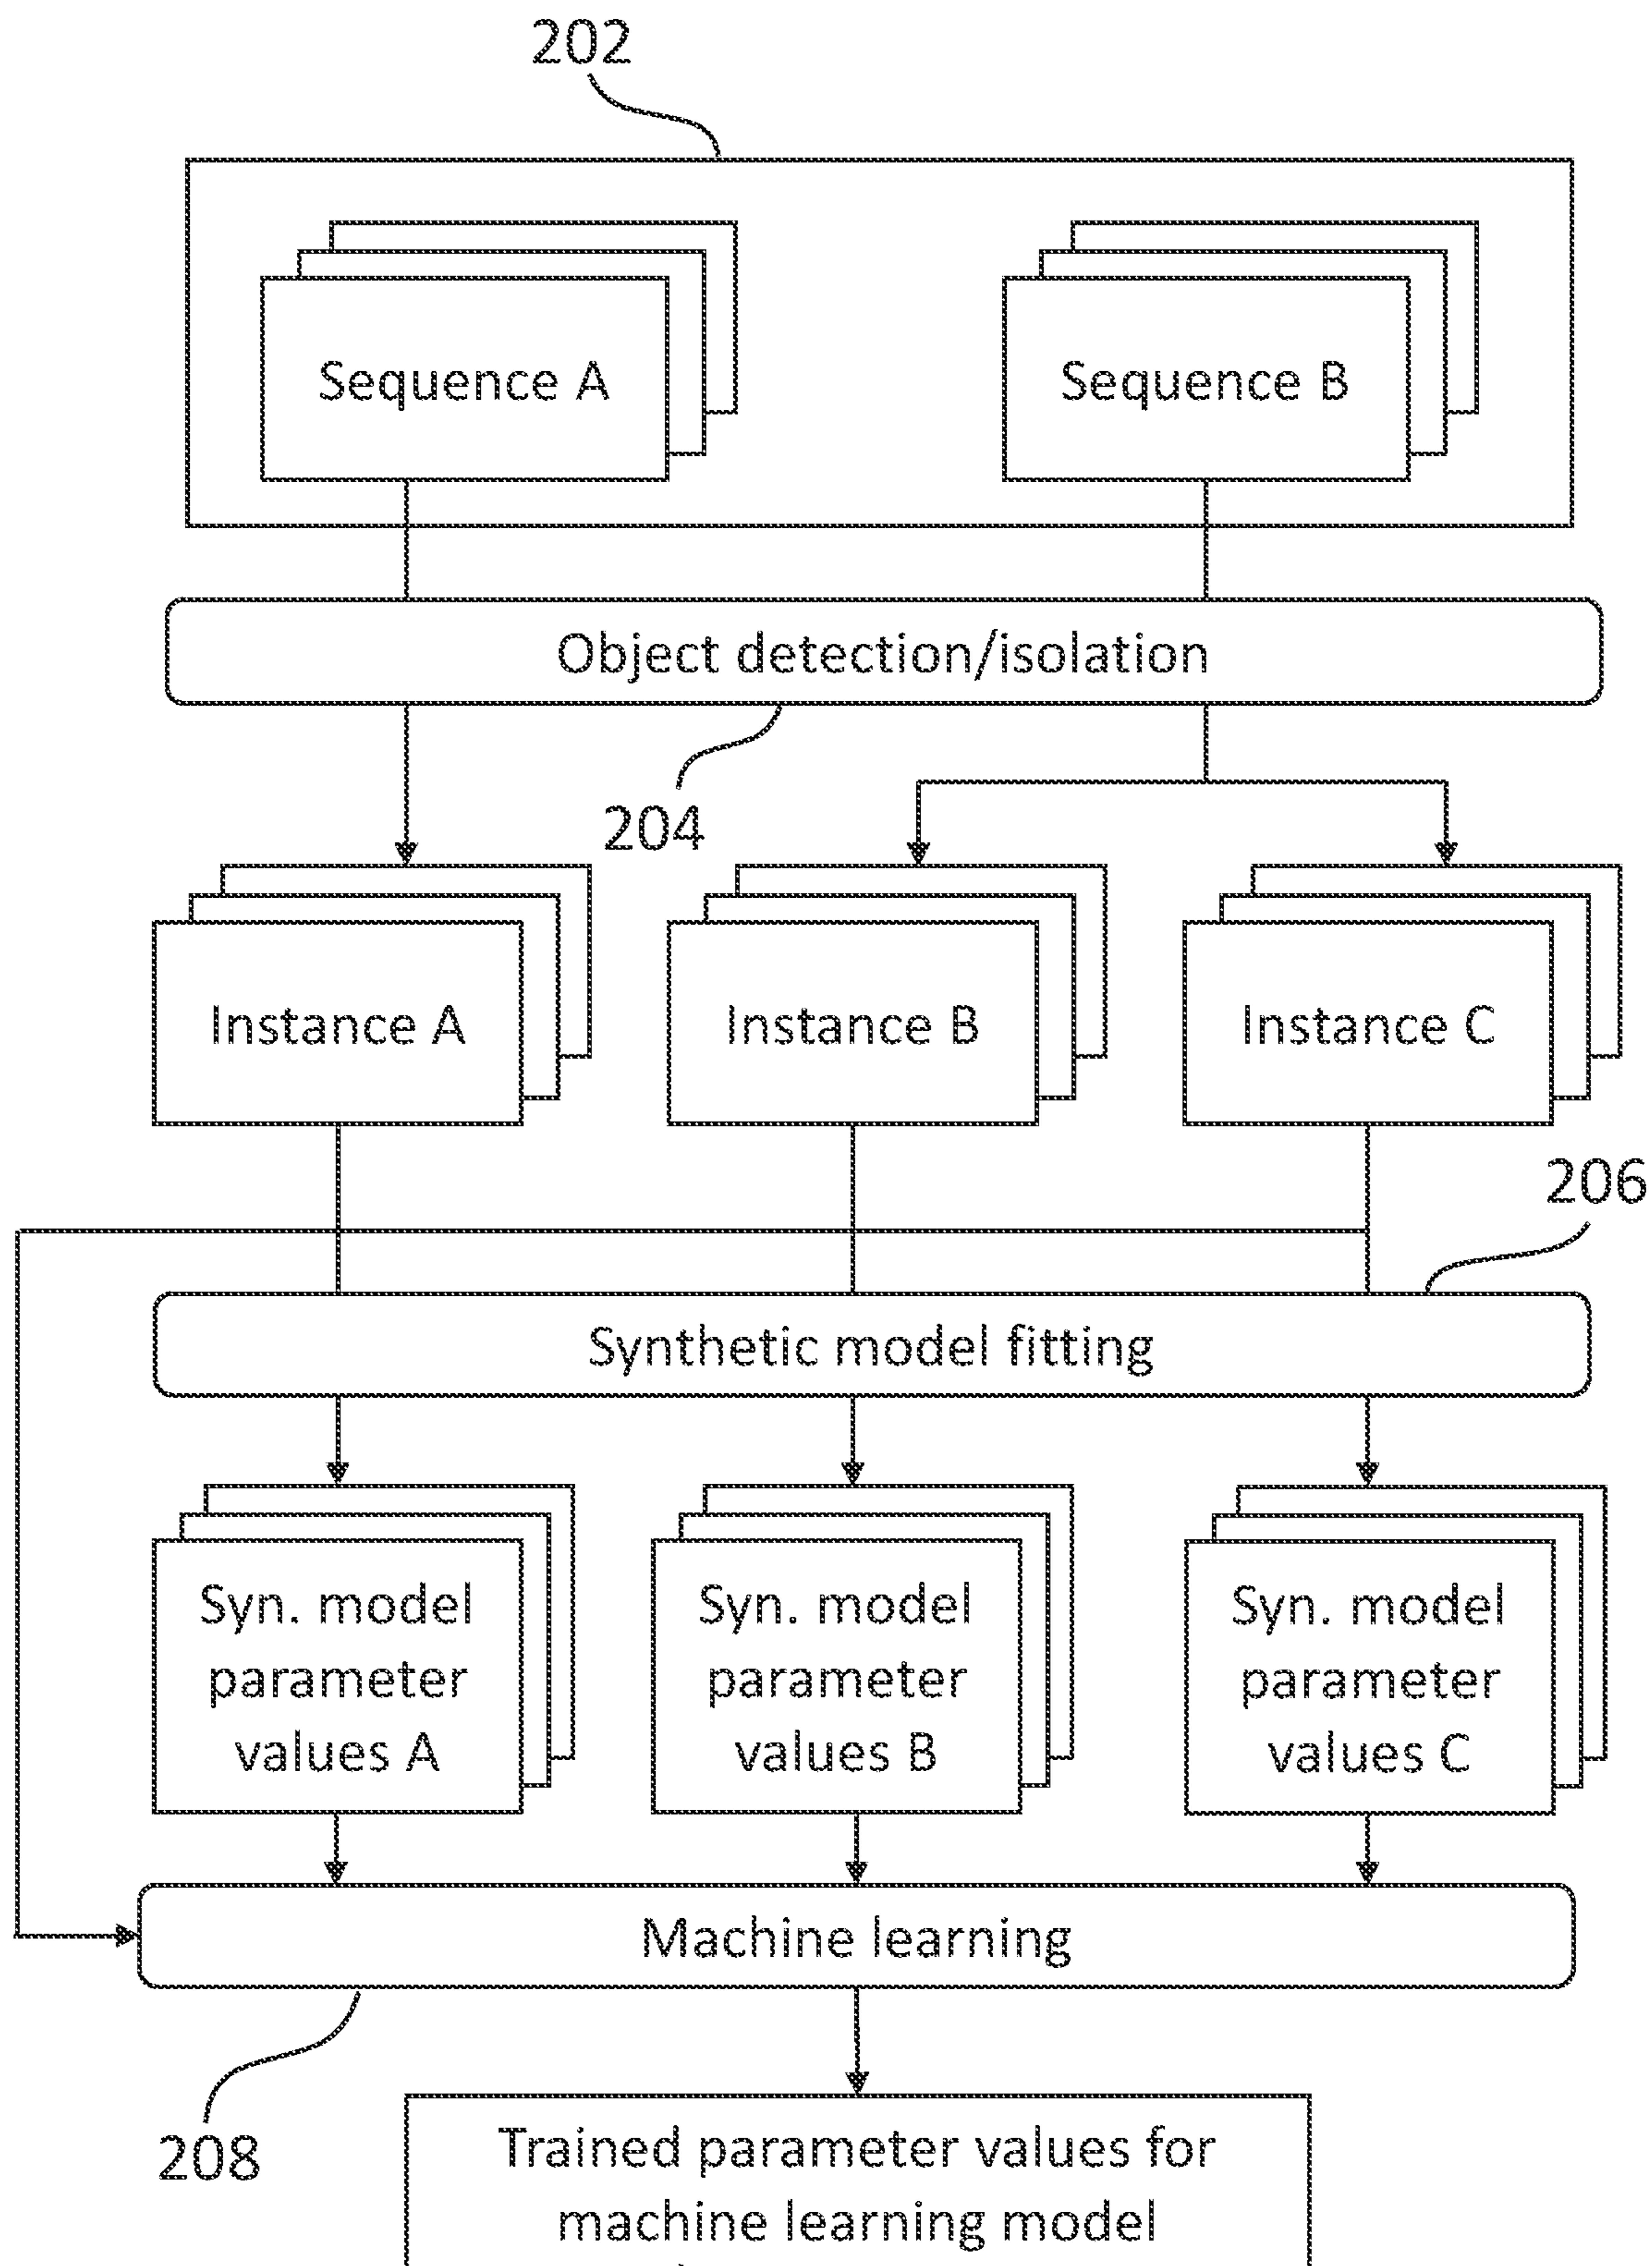 202
Sequence A
Sequence B
Object detection/isolation
204
Instance A
Instance B
Instance C
206
Synthetic model fitting
Syn. model
parameter
values A
Syn. model
parameter
values B
Syn. model
parameter
values C
Machine learning
208
Trained parameter values for
machine learning model